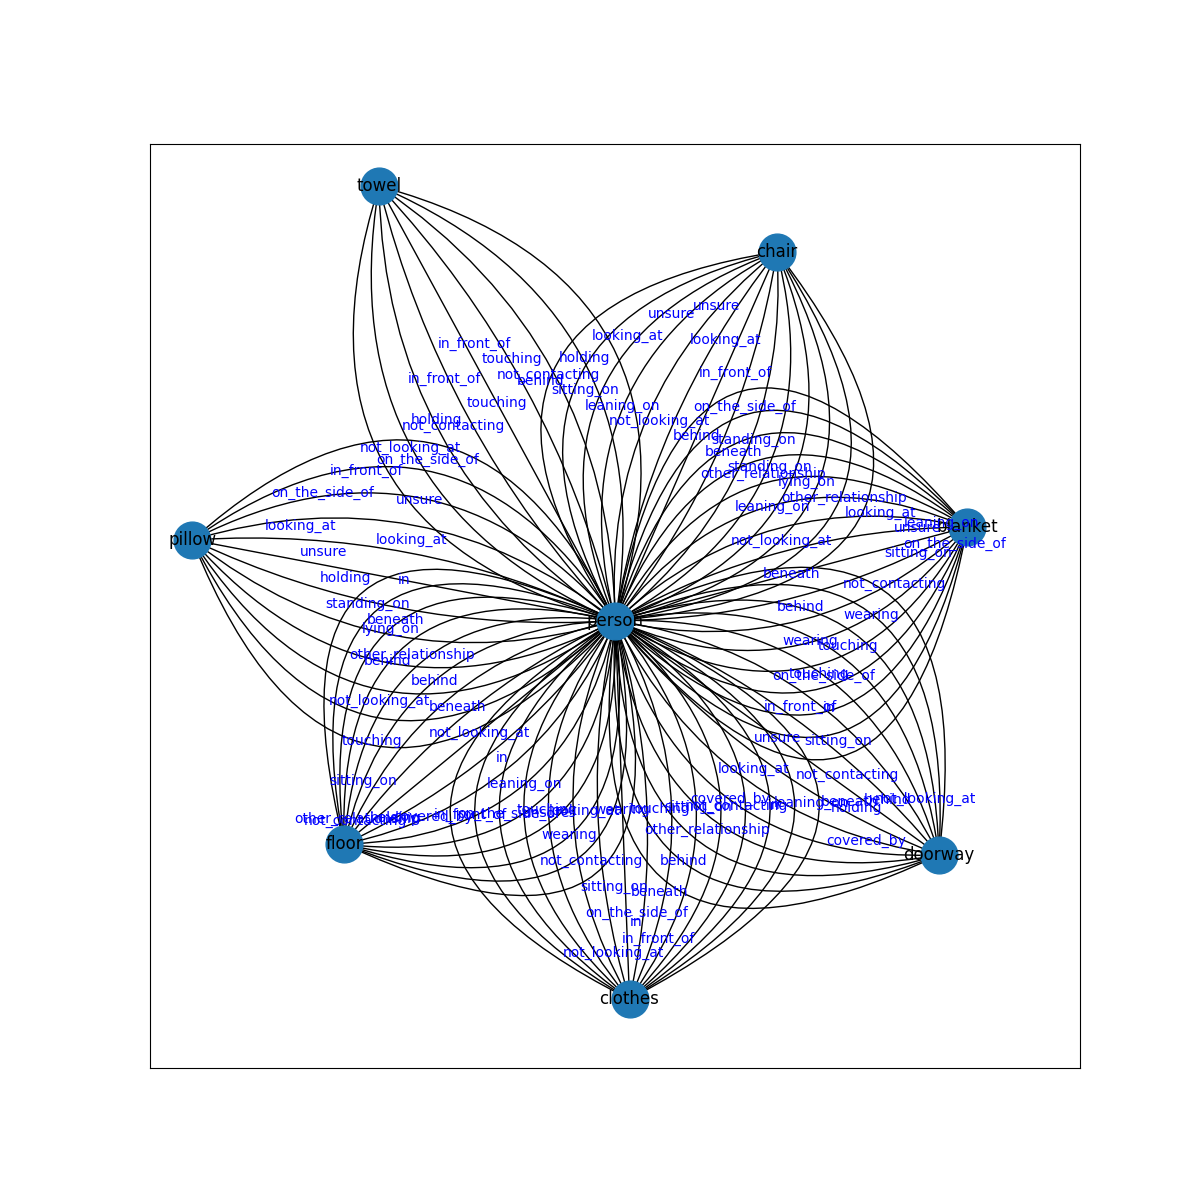 towel
chair
unsure
unsure
looking_at
looking_at
in_front_of
touching
holding
not_contacting
behind
in_front_of
in_front_of
sitting_on
touching
leaning_on
on_the_side_of
holding
not_contacting
not_looking_at
behind
standing_on
not_looking_at
beneath
on_the_side_of
in_front_of
standing_on
other_relationship
lying_on
on_the_side_of
unsure
other_relationship
leaning_on
looking_at
looking_at
unsure
leaning_on
blanket
pillow
looking_at
not_looking_at
on_the_side_of
unsure
sitting_on
holding
in
beneath
not_contacting
standing_on
behind
wearing
beneath
person
lying_on
wearing
touching
other_relationship
behind
behind
touching
on_the_side_of
not_looking_at
beneath
in_front_of
not_looking_at
unsure
sitting_on
touching
in
looking_at
not_contacting
sitting_on
leaning_on
covered_by
not_looking_at
holding
wearing
other_relationship
covered_by
floor
doorway
not_contacting
behind
sitting_on
beneath
on_the_side_of
in
in_front_of
not_looking_at
clothes